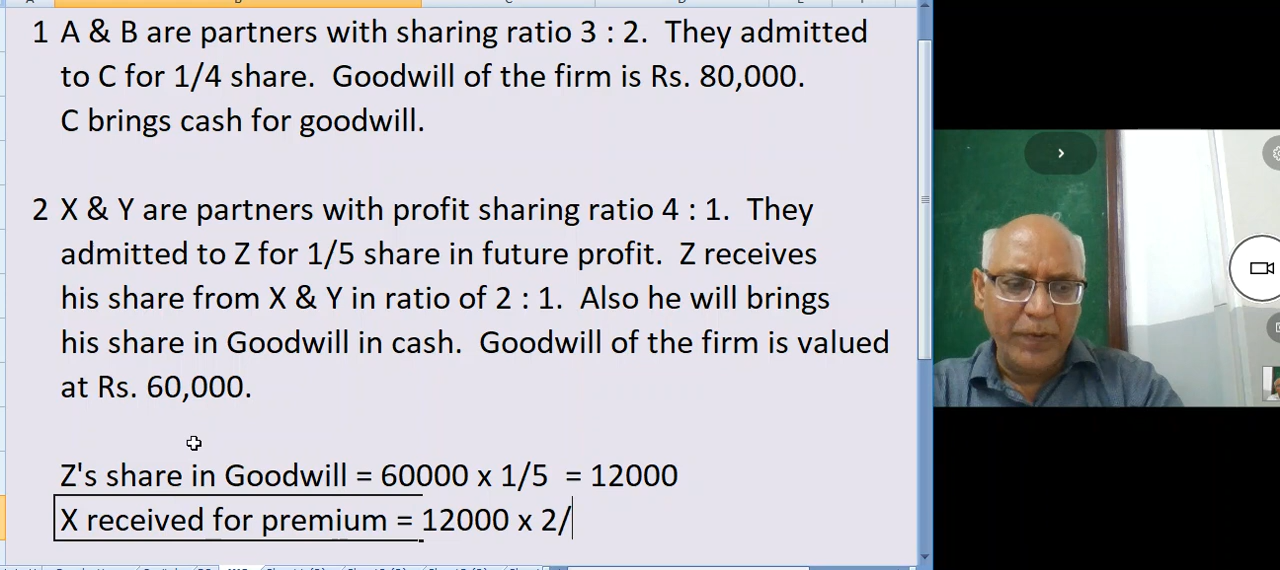 1 A & B are partners with sharing ratio 3 : 2. They admitted
to C for 1/4 share. Goodwill of the firm is Rs. 80,000.
C brings cash for goodwill.
2 X & Y are partners with profit sharing ratio 4 : 1. They
admitted to Z for 1/5 share in future profit. Z receives
his share from X & Y in ratio of 2 : 1. Also he will brings
his share in Goodwill in cash. Goodwill of the firm is valued
at Rs. 60,000.
Z's share in Goodwill = 60000 x 1/5 = 12000
X received for premium = 12000 x 2/